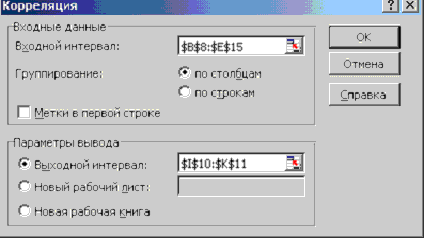 Корреляция
Входные данные
Входной интервал: $B$8:$E$15
Группирование: по столбцам
по строкам
Метки в первой строке
Параметры вывода
Выходной интервал: $I$10:$K$11
Новый рабочий лист:
Новая рабочая книга
OK
Отмена
Справка